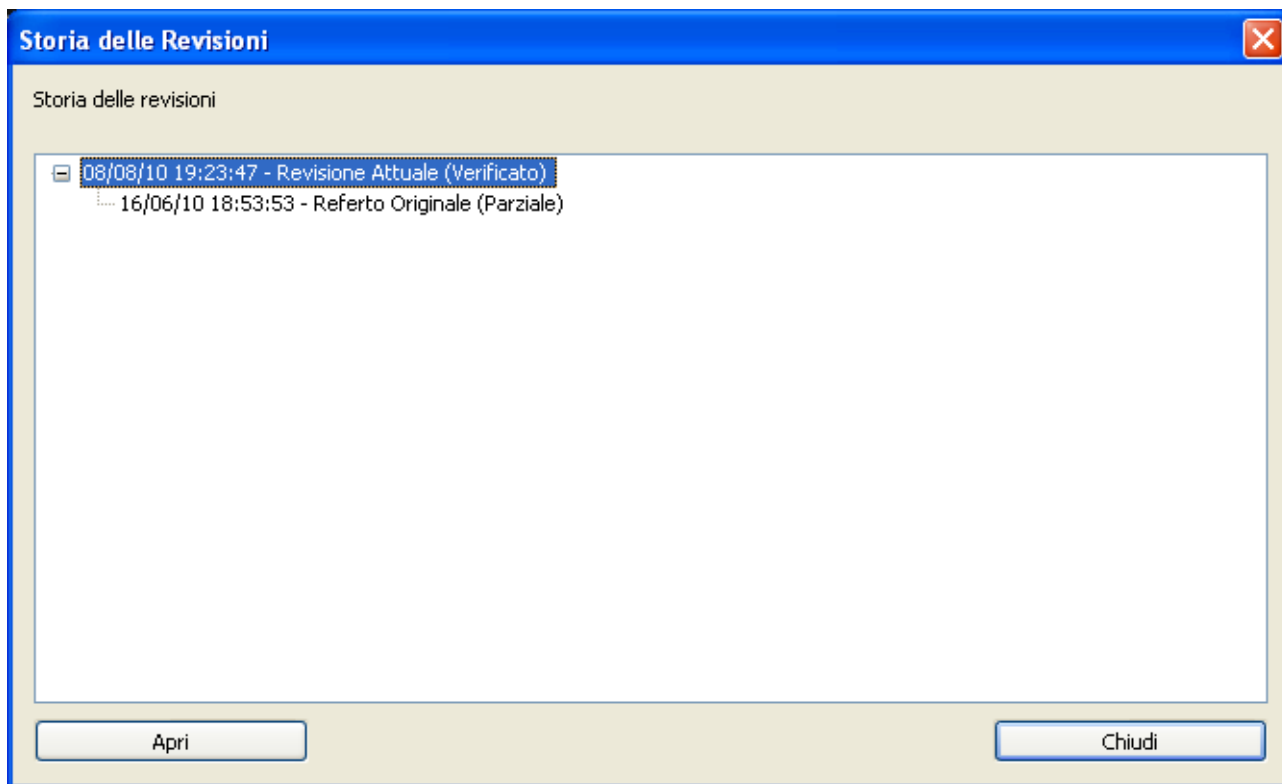 Storia delle Revisioni
Storia delle revisioni
08/08/10 19:23:47 - Revisione Attuale (Verificato)
16/06/10 18:53:53 - Referto Originale (Parziale)
Apri
Chiudi